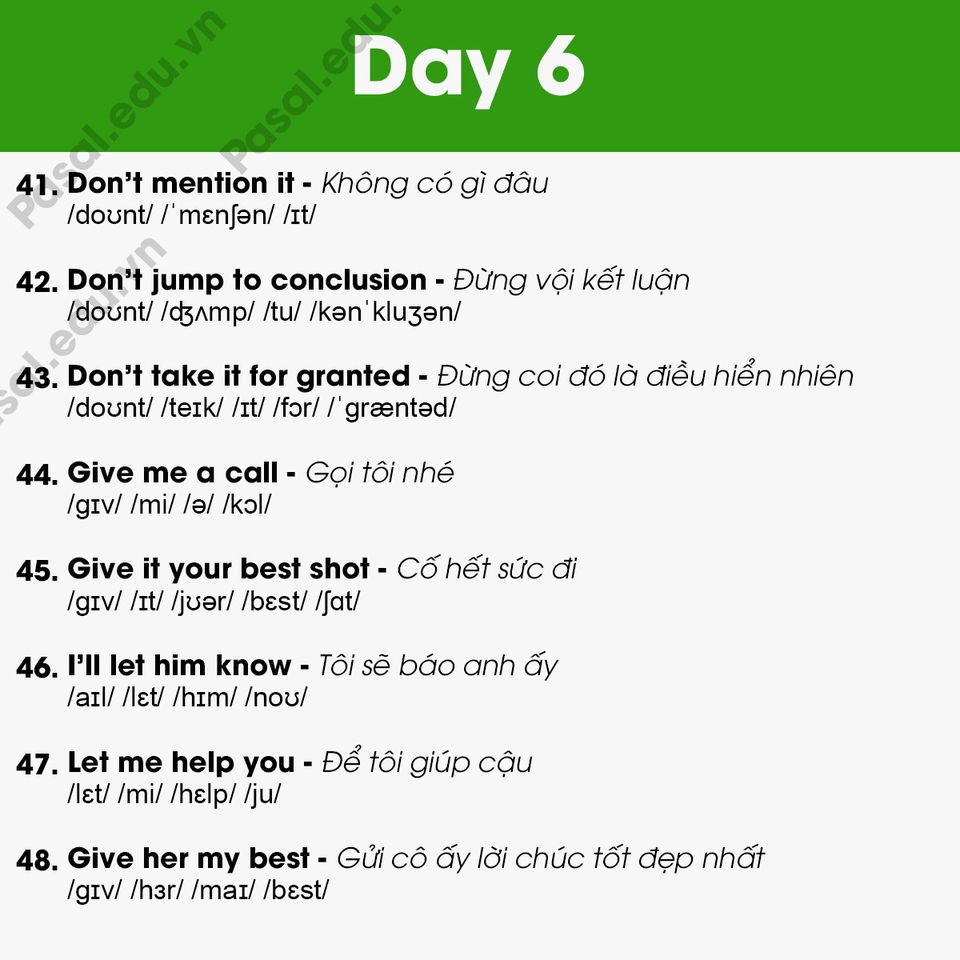 Day 6
Pasal.edu.vn
Pasal.edu.
41. Don't mention it - Không có gì đâu
/doʊnt/ /ˈmɛnʃən/ /ɪt/
42. Don't jump to conclusion - Đừng vội kết luận
/doʊnt/ /ʤʌmp/ /tu/ /kənˈkluʒən/
sal.edu.vn
43. Don't take it for granted - Đừng coi đó là điều hiển nhiên
/doʊnt/ /teɪk/ /ɪt/ /fɔr/ /ˈgræntəd/
44. Give me a call - Gọi tôi nhé
/gɪv/ /mi/ /ə/ /kɔl/
45. Give it your best shot - Cố hết sức đi
/gɪv/ /ɪt/ /jʊər/ /bɛst/ /ʃɑt/
46. I'll let him know - Tôi sẽ báo anh ấy
/aɪl/ /lɛt/ /hɪm/ /noʊ/
47. Let me help you - Để tôi giúp cậu
/lɛt/ /mi/ /hɛlp/ /ju/
48. Give her my best - Gửi cô ấy lời chúc tốt đẹp nhất
/gɪv/ /hɜr/ /maɪ/ /bɛst/